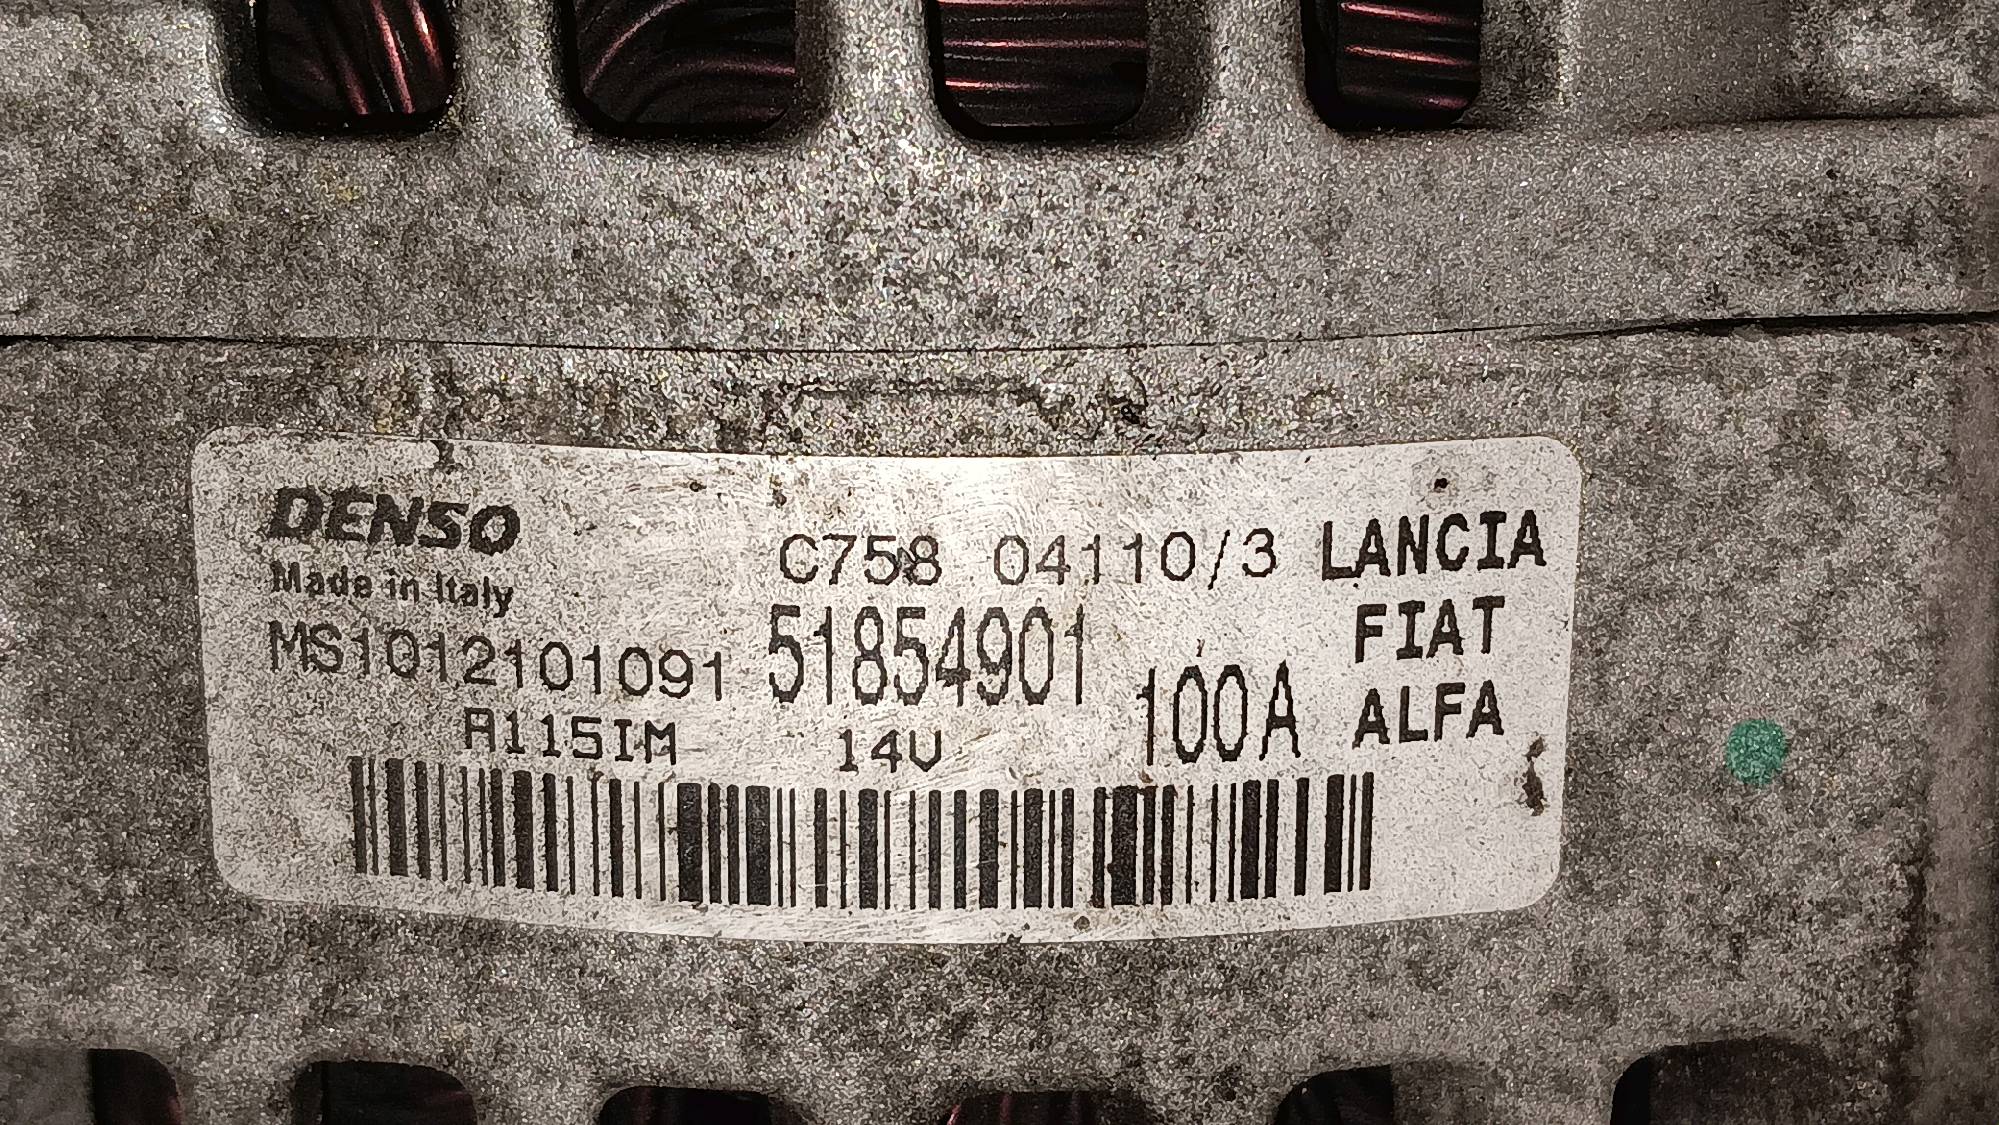 DENSO
Made in Italy
MS1012101091
A115IM
C758 04110/3
51854901
14V
100A
LANCIA
FIAT
ALFA